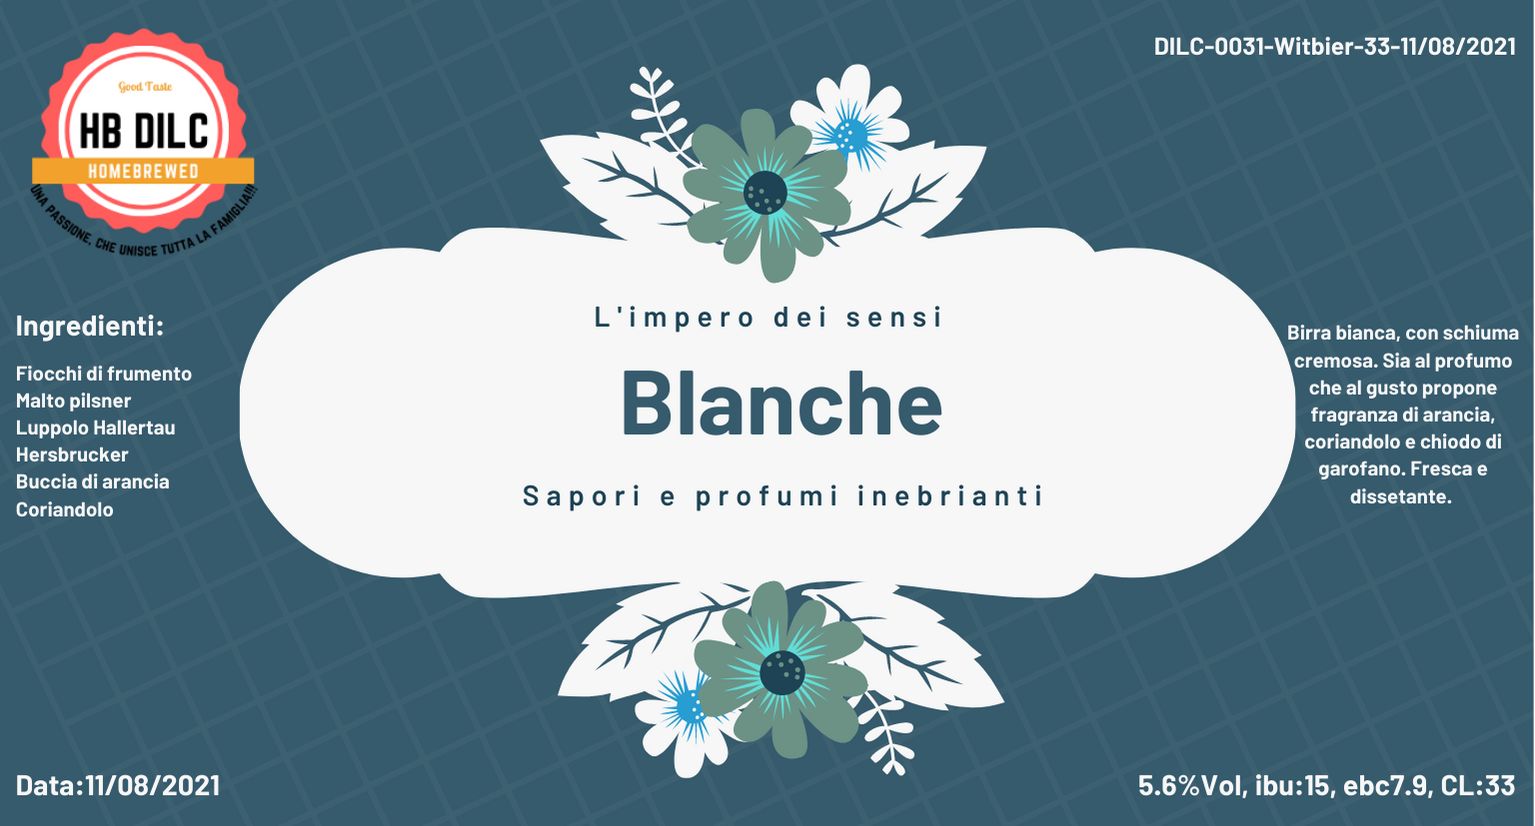 Good Taste
HB DILC
HOMEBREWED
UNA PASSIONE, CHE UNISCE TUTTA LA FAMIGLIA!!!
DILC-0031-Witbier-33-11/08/2021
L'impero dei sensi
Blanche
Sapori e profumi inebrianti
Ingredienti:
Fiocchi di frumento
Malto pilsner
Luppolo Hallertau
Hersbrucker
Buccia di arancia
Coriandolo
Birra bianca, con schiuma
cremosa. Sia al profumo
che al gusto propone
fragranza di arancia,
coriandolo e chiodo di
garofano. Fresca e
dissetante.
Data:11/08/2021
5.6%Vol, ibu:15, ebc7.9, CL:33